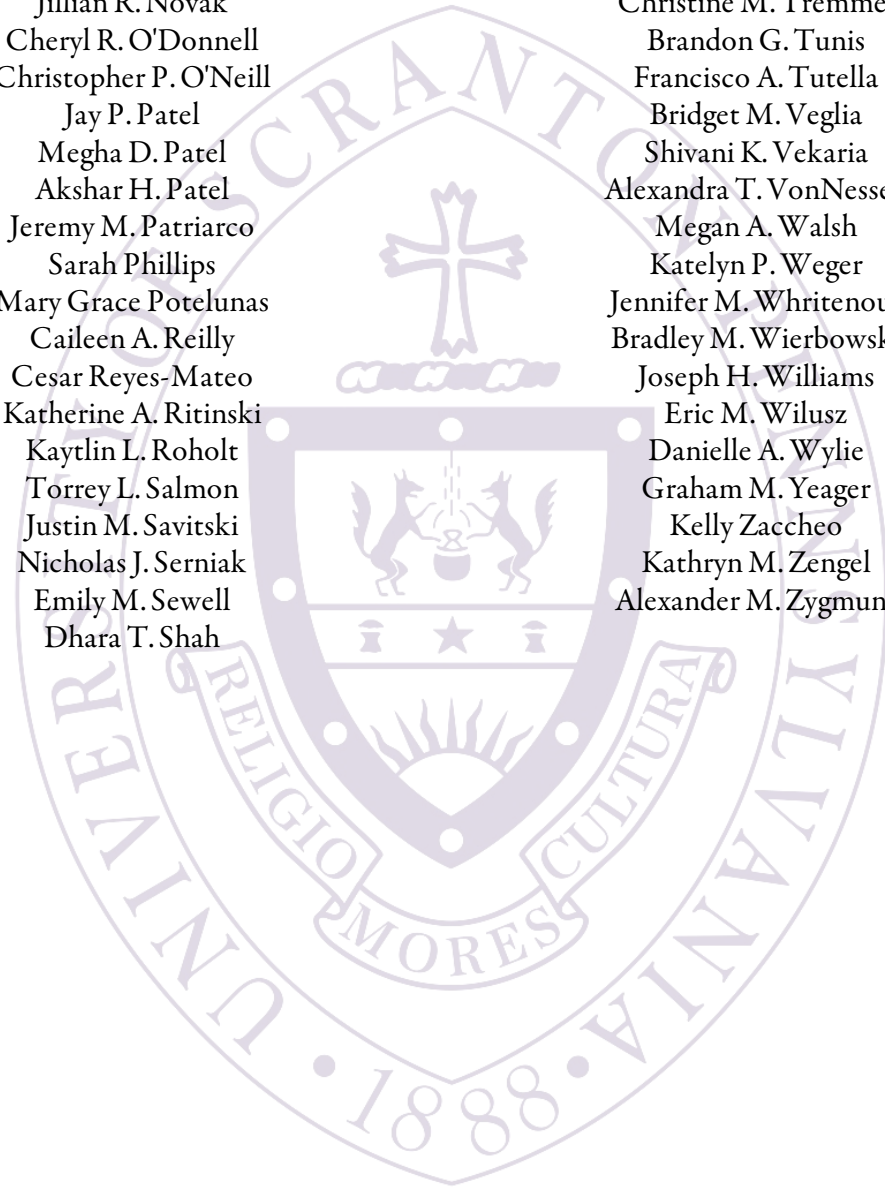 Jillian R. Novak
Cheryl R. O'Donnell
Christopher P. O'Neill
Jay P. Patel
Megha D. Patel
Akshar H. Patel
Jeremy M. Patriarco
Sarah Phillips
Mary Grace Potelunas
Caileen A. Reilly
Cesar Reyes-Mateo
Katherine A. Ritinski
Kaytlin L. Roholt
Torrey L. Salmon
Justin M. Savitski
Nicholas J. Serniak
Emily M. Sewell
Dhara T. Shah
Christine M. Tremme
Brandon G. Tunis
Francisco A. Tutella
Bridget M. Veglia
Shivani K. Vekaria
Alexandra T. VonNesse
Megan A. Walsh
Katelyn P. Weger
Jennifer M. Whritenou
Bradley M. Wierbowsk
Joseph H. Williams
Eric M. Wilusz
Danielle A. Wylie
Graham M. Yeager
Kelly Zaccheo
Kathryn M. Zengel
Alexander M. Zygmun
UNIVERSITY OF SCRANTON PENNSYLVANIA
• 1888 •
RELIGIO
MORES
CULTURA